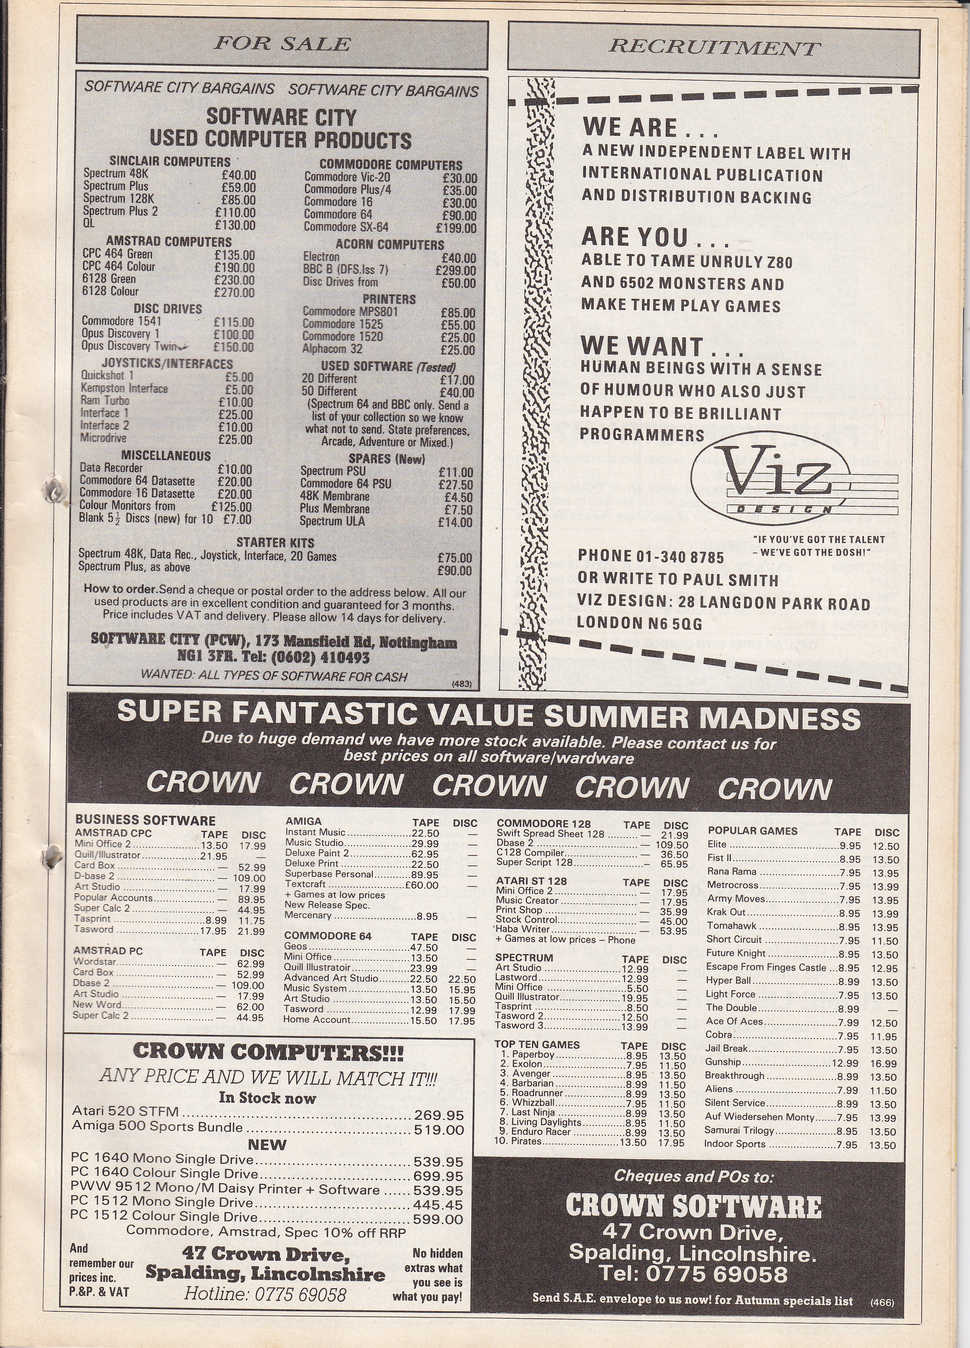 FOR SALE
SOFTWARE CITY BARGAINS SOFTWARE CITY BARGAINS
SOFTWARE CITY
USED COMPUTER PRODUCTS
SINCLAIR COMPUTERS
Spectrum 48K £40.00
Spectrum Plus £59.00
Spectrum 128K £85.00
Spectrum Plus 2 £110.00
QL £130.00
AMSTRAD COMPUTERS
CPC 464 Green £135.00
CPC 464 Colour £190.00
6128 Green £230.00
6128 Colour £270.00
DISC DRIVES
Commodore 1541 £115.00
Opus Discovery 1 £100.00
Opus Discovery Twin £150.00
JOYSTICKS/INTERFACES
Quickshot 1 £5.00
Kempston Interface £5.00
Ram Turbo £10.00
Interface 1 £25.00
Interface 2 £10.00
Microdrive £25.00
MISCELLANEOUS
Data Recorder £10.00
Commodore 64 Datasette £20.00
Commodore 16 Datasette £20.00
Colour Monitors from £125.00
Blank 5½ Discs (new) for 10 £7.00
COMMODORE COMPUTERS
Commodore Vic-20 £30.00
Commodore Plus/4 £35.00
Commodore 16 £30.00
Commodore 64 £90.00
Commodore SX-64 £199.00
ACORN COMPUTERS
Electron £40.00
BBC B (DFS.Iss 7) £299.00
Disc Drives from £50.00
PRINTERS
Commodore MPS801 £85.00
Commodore 1525 £55.00
Commodore 1520 £25.00
Alphacom 32 £25.00
USED SOFTWARE (Tested)
20 Different £17.00
50 Different £40.00
(Spectrum 64 and BBC only. Send a
list of your collection so we know
what not to send. State preferences,
Arcade, Adventure or Mixed.)
SPARES (New)
Spectrum PSU £11.00
Commodore 64 PSU £27.50
48K Membrane £4.50
Plus Membrane £7.50
Spectrum ULA £14.00
STARTER KITS
Spectrum 48K, Data Rec., Joystick, Interface, 20 Games £75.00
Spectrum Plus, as above £90.00
How to order.Send a cheque or postal order to the address below. All our
used products are in excellent condition and guaranteed for 3 months.
Price includes VAT and delivery. Please allow 14 days for delivery.
SOFTWARE CITY (PCW), 173 Mansfield Rd, Nottingham
NG1 3FR. Tel: (0602) 410493
WANTED: ALL TYPES OF SOFTWARE FOR CASH
(483)
RECRUITMENT
WE ARE . . .
A NEW INDEPENDENT LABEL WITH
INTERNATIONAL PUBLICATION
AND DISTRIBUTION BACKING
ARE YOU . . .
ABLE TO TAME UNRULY Z80
AND 6502 MONSTERS AND
MAKE THEM PLAY GAMES
WE WANT . . .
HUMAN BEINGS WITH A SENSE
OF HUMOUR WHO ALSO JUST
HAPPEN TO BE BRILLIANT
PROGRAMMERS
Viz
DESIGN
"IF YOU'VE GOT THE TALENT
– WE'VE GOT THE DOSH!"
PHONE 01-340 8785
OR WRITE TO PAUL SMITH
VIZ DESIGN: 28 LANGDON PARK ROAD
LONDON N6 5QG
SUPER FANTASTIC VALUE SUMMER MADNESS
Due to huge demand we have more stock available. Please contact us for
best prices on all software/wardware
CROWN CROWN CROWN CROWN CROWN
BUSINESS SOFTWARE
AMSTRAD CPC TAPE DISC
Mini Office 2 13.50 17.99
Quill/Illustrator 21.95 —
Card Box — 52.99
D-base 2 — 109.00
Art Studio — 17.99
Popular Accounts — 89.95
Super Calc 2 — 44.95
Tasprint 8.99 11.75
Tasword 17.95 21.99
AMSTRAD PC TAPE DISC
Wordstar — 62.99
Card Box — 52.99
Dbase 2 — 109.00
Art Studio — 17.99
New Word — 62.00
Super Calc 2 — 44.95
AMIGA TAPE DISC
Instant Music 22.50 —
Music Studio 29.99 —
Deluxe Paint 2 62.95 —
Deluxe Print 22.50 —
Superbase Personal 89.95 —
Textcraft £60.00 —
+ Games at low prices
New Release Spec.
Mercenary 8.95 —
COMMODORE 64 TAPE DISC
Geos 47.50 —
Mini Office 13.50 —
Quill Illustratoir 23.99 —
Advanced Art Studio 22.50 22.50
Music System 13.50 15.95
Art Studio 13.50 15.50
Tasword 12.99 17.99
Home Account 15.50 17.95
COMMODORE 128 TAPE DISC
Swift Spread Sheet 128 — 21.99
Dbase 2 — 109.50
C128 Compiler — 36.50
Super Script 128 – 65.95
ATARI ST 128 TAPE DISC
Mini Office 2 — 17.95
Music Creator — 17.95
Print Shop — 35.99
Stock Control — 45.00
Haba Writer — 53.95
+ Games at low prices – Phone
SPECTRUM TAPE DISC
Art Studio 12.99 —
Lastword 12.99 —
Mini Office 5.50 —
Quill Illustrator 19.95 —
Tasprint 8.50 —
Tasword 2 12.50 —
Tasword 3 13.99 —
TOP TEN GAMES TAPE DISC
1. Paperboy 8.95 13.50
2. Exolon 7.95 11.50
3. Avenger 8.95 13.50
4. Barbarian 8.99 11.50
5. Roadrunner 8.95 13.50
6. Whizzball 7.95 11.50
7. Last Ninja 8.99 13.50
8. Living Daylights 8.95 11.50
9. Enduro Racer 8.99 13.50
10. Pirates 13.50 17.95
POPULAR GAMES TAPE DISC
Elite 9.95 12.50
Fist II 8.95 13.50
Rana Rama 7.95 13.95
Metrocross 7.95 13.99
Army Moves 7.95 13.95
Krak Out 8.95 13.99
Tomahawk 8.95 13.95
Short Circuit 7.95 11.50
Future Knight 8.95 13.50
Escape From Finges Castle 8.95 12.95
Hyper Ball 8.99 13.50
Light Force 7.95 13.50
The Double 8.99 —
Ace Of Aces 7.99 12.50
Cobra 7.95 11.95
Jail Break 7.95 13.50
Gunship 12.99 16.99
Breakthrough 8.99 13.50
Aliens 7.99 11.50
Silent Service 8.99 13.50
Auf Wiedersehen Monty 7.95 13.99
Samurai Trilogy 8.95 13.50
Indoor Sports 7.95 13.50
CROWN COMPUTERS!!!
ANY PRICE AND WE WILL MATCH IT!!!
In Stock now
Atari 520 STFM 269.95
Amiga 500 Sports Bundle 519.00
NEW
PC 1640 Mono Single Drive 539.95
PC 1640 Colour Single Drive 699.95
PWW 9512 Mono/M Daisy Printer + Software 539.95
PC 1512 Mono Single Drive 445.45
PC 1512 Colour Single Drive 599.00
Commodore, Amstrad, Spec 10% off RRP
And
remember our
prices inc.
P.&P. & VAT
47 Crown Drive,
Spalding, Lincolnshire
Hotline: 0775 69058
No hidden
extras what
you see is
what you pay!
Cheques and POs to:
CROWN SOFTWARE
47 Crown Drive,
Spalding, Lincolnshire.
Tel: 0775 69058
Send S.A.E. envelope to us now! for Autumn specials list (466)